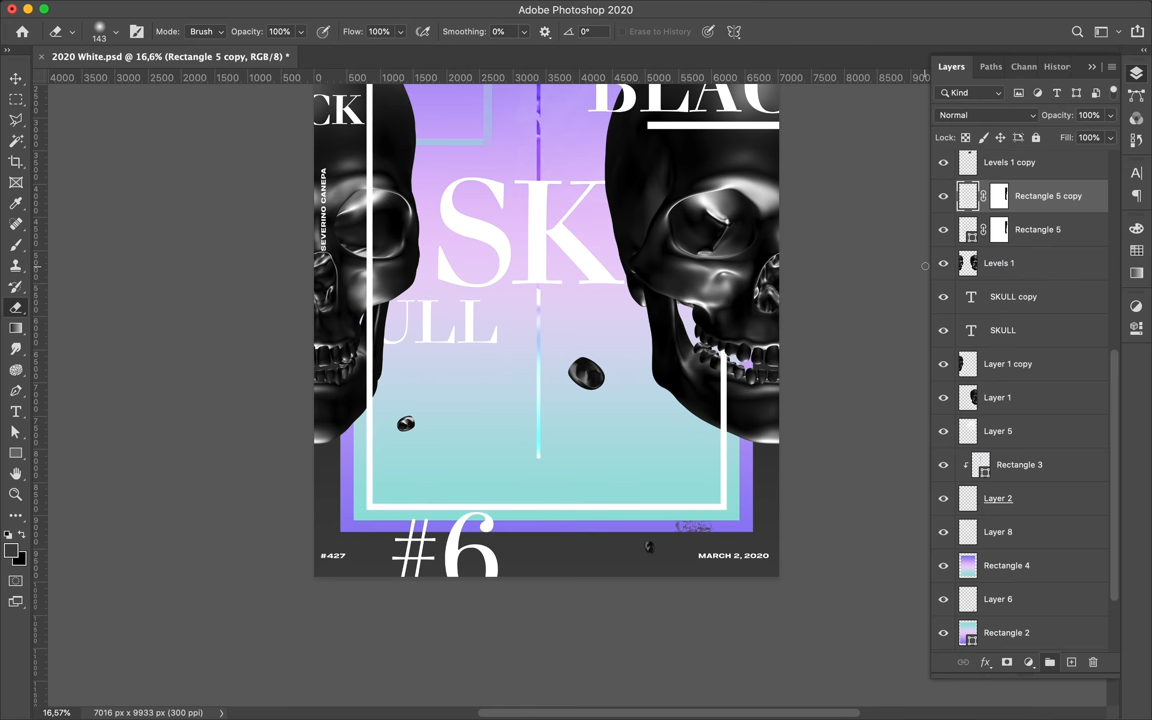 Adobe Photoshop 2020
143
Mode: Brush
Opacity: 100%
Flow: 100%
Smoothing: 0%
0°
Erase to History
2020 White.psd @ 16,6% (Rectangle 5 copy, RGB/8) *
4000 3500 3000 2500 2000 1500 1000 500 0 500 1000 1500 2000 2500 3000 3500 4000 4500 5000 5500 6000 6500 7000 7500 8000 8500
CK
BLAC
SEVERINO CANEPA
SK
ULL
#6
#427
MARCH 2, 2020
Layers Paths Chann Histor
Kind
Normal
Opacity: 100%
Lock:
Fill: 100%
Levels 1 copy
Rectangle 5 copy
Rectangle 5
Levels 1
SKULL copy
SKULL
Layer 1 copy
Layer 1
Layer 5
Rectangle 3
Layer 2
Layer 8
Rectangle 4
Layer 6
Rectangle 2
16,57%
7016 px x 9933 px (300 ppi)